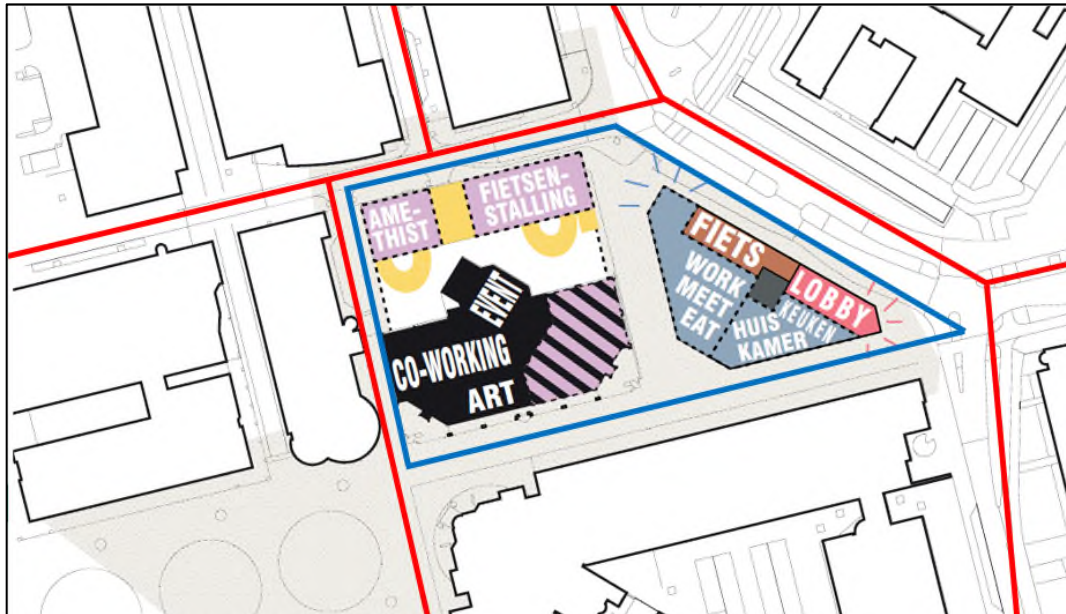 AME-
THIST
FIETSEN-
STALLING
EVENT
CO-WORKING
ART
FIETS
LOBBY
WORK
MEET
EAT
HUIS
KAMER
KEUKEN